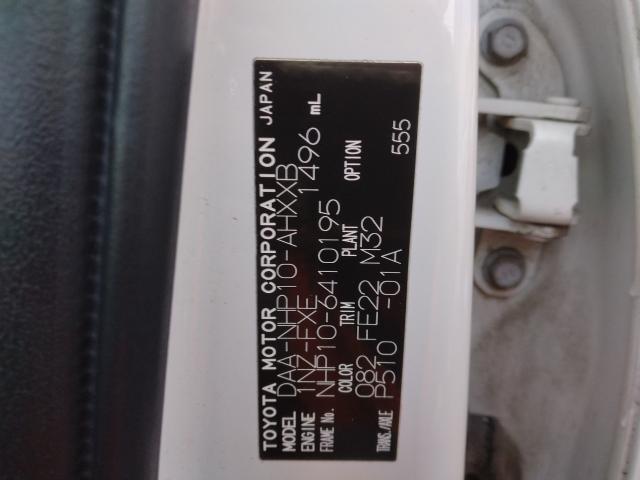 TOYOTA MOTOR CORPORATION JAPAN
MODEL DAA-NHP10-AHXXB
ENGINE 1NZ-FXE 1496 mL
FRAME No. NHP10-6410195
COLOR TRIM PLANT OPTION
082 FE22 M32 555
TRANS./AXLE P510 -01A